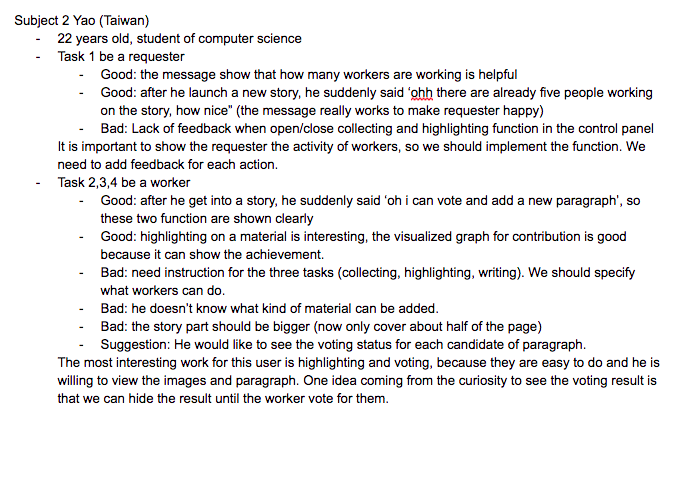 Subject 2 Yao (Taiwan)
- 22 years old, student of computer science
- Task 1 be a requester
- Good: the message show that how many workers are working is helpful
- Good: after he launch a new story, he suddenly said 'ohh there are already five people working
on the story, how nice" (the message really works to make requester happy)
- Bad: Lack of feedback when open/close collecting and highlighting function in the control panel
It is important to show the requester the activity of workers, so we should implement the function. We
need to add feedback for each action.
- Task 2,3,4 be a worker
- Good: after he get into a story, he suddenly said 'oh i can vote and add a new paragraph', so
these two function are shown clearly
- Good: highlighting on a material is interesting, the visualized graph for contribution is good
because it can show the achievement.
- Bad: need instruction for the three tasks (collecting, highlighting, writing). We should specify
what workers can do.
- Bad: he doesn't know what kind of material can be added.
- Bad: the story part should be bigger (now only cover about half of the page)
- Suggestion: He would like to see the voting status for each candidate of paragraph.
The most interesting work for this user is highlighting and voting, because they are easy to do and he is
willing to view the images and paragraph. One idea coming from the curiosity to see the voting result is
that we can hide the result until the worker vote for them.